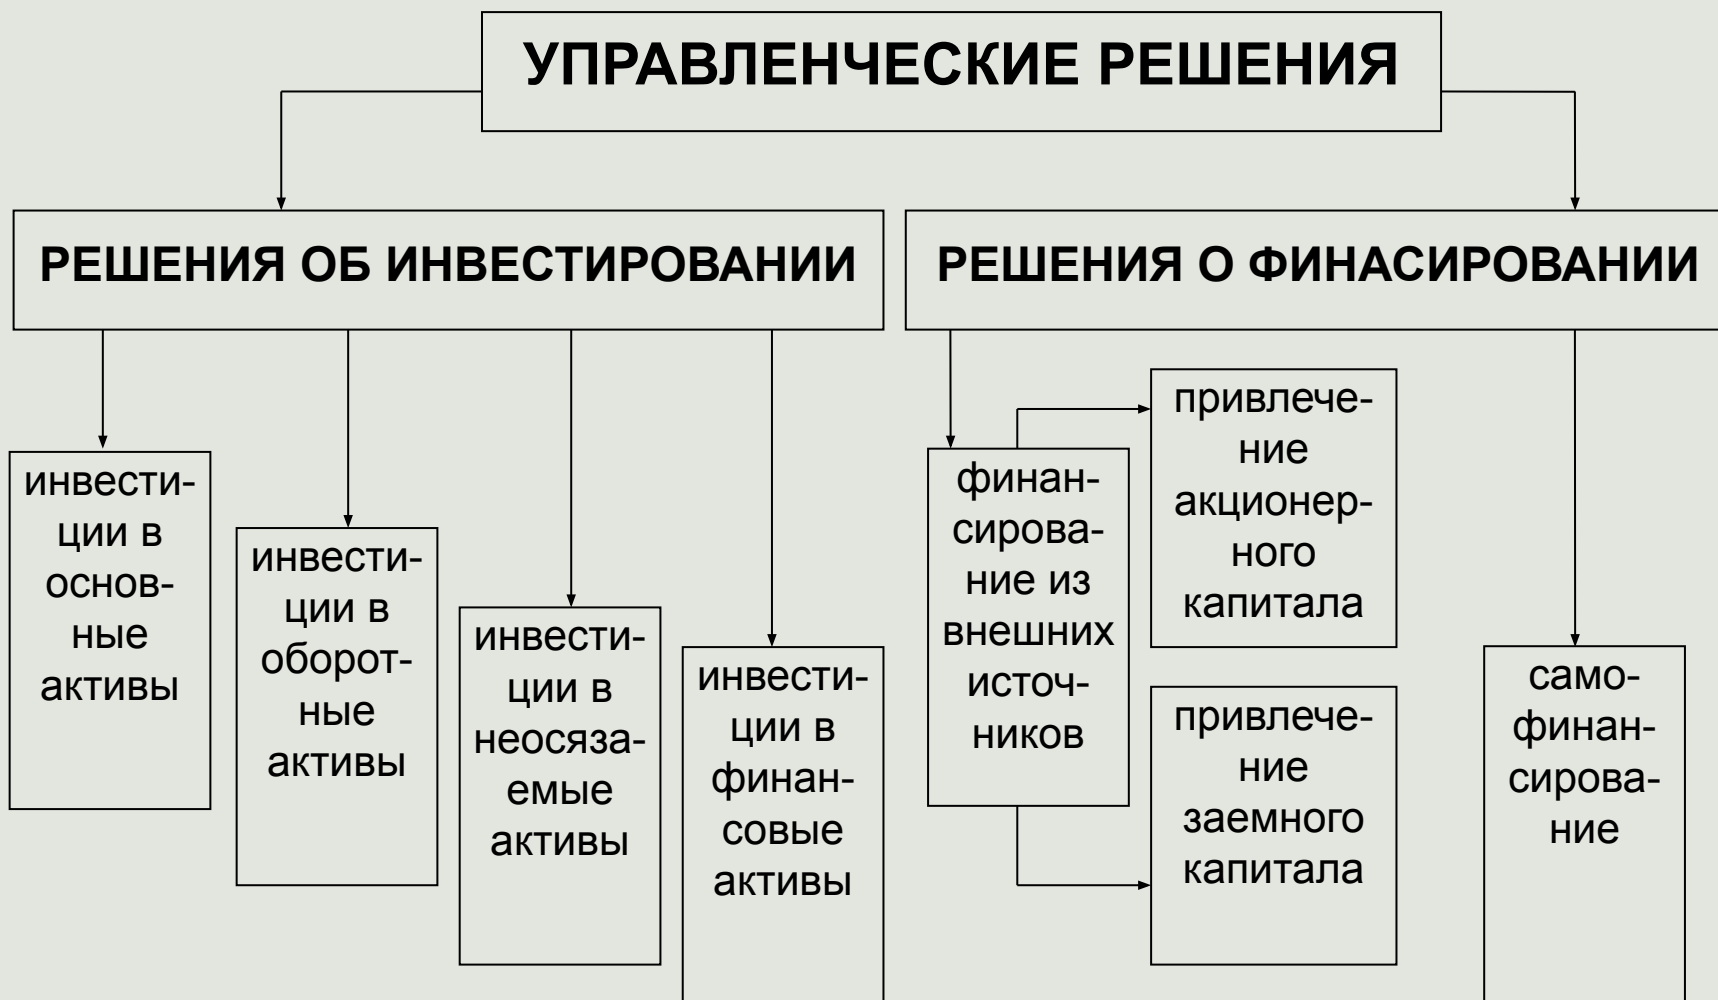 УПРАВЛЕНЧЕСКИЕ РЕШЕНИЯ
РЕШЕНИЯ ОБ ИНВЕСТИРОВАНИИ
РЕШЕНИЯ О ФИНАСИРОВАНИИ
инвести-
ции в
основ-
ные
активы
инвести-
ции в
оборот-
ные
активы
инвести-
ции в
неосяза-
емые
активы
инвести-
ции в
финан-
совые
активы
финан-
сирова-
ние из
внешних
источ-
ников
привлече-
ние
акционер-
ного
капитала
привлече-
ние
заемного
капитала
само-
финан-
сирова-
ние